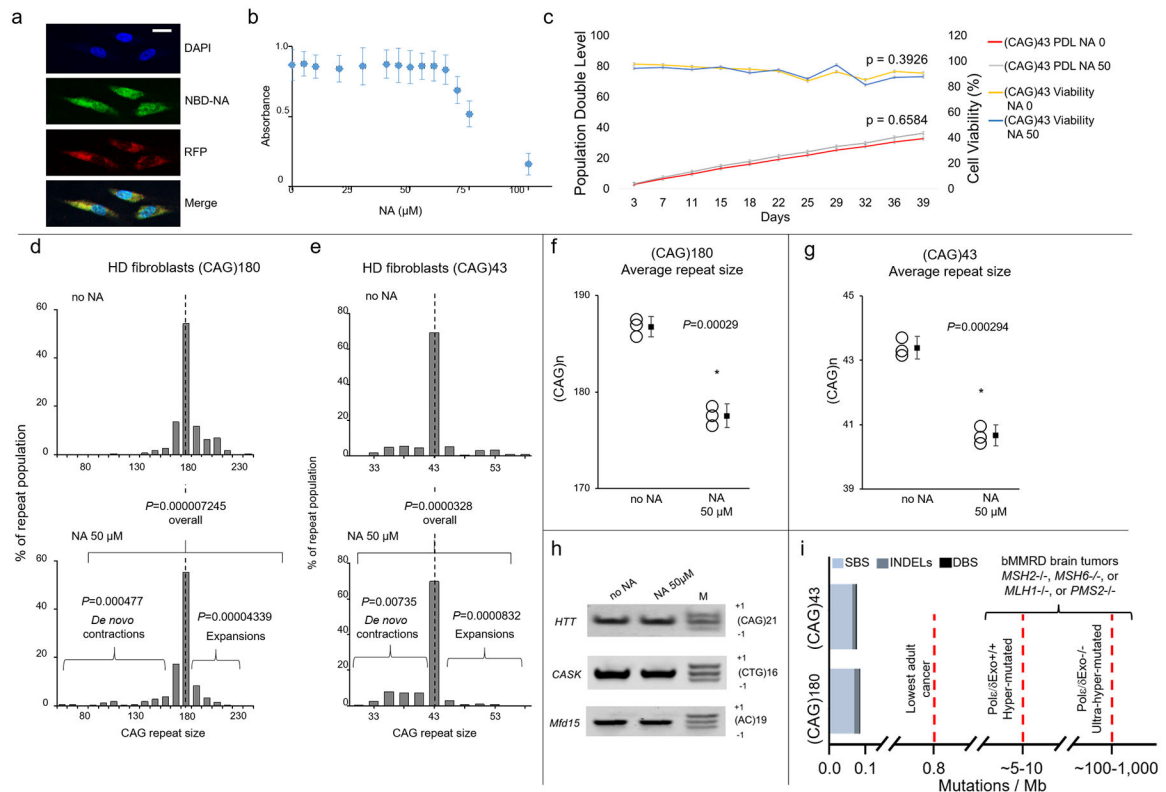 a
DAPI
NBD-NA
RFP
Merge
b
1.0
0.5
0.0
Absorbance
0
25
50
75
100
NA (µM)
c
100
80
60
40
20
0
Population Double Level
120
100
80
60
40
20
0
Cell Viability (%)
p = 0.3926
p = 0.6584
3 7 11 15 18 22 25 29 32 36 39
Days
(CAG)43 PDL NA 0
(CAG)43 PDL NA 50
(CAG)43 Viability
NA 0
(CAG)43 Viability
NA 50
d
HD fibroblasts (CAG)180
no NA
60
40
20
0
80
130
180
230
% of repeat population
P=0.000007245
overall
NA 50 µM
P=0.000477
De novo
contractions
P=0.00004339
Expansions
60
40
20
0
80
130
180
230
CAG repeat size
e
HD fibroblasts (CAG)43
no NA
80
60
40
20
0
33
43
53
% of repeat population
P=0.0000328
overall
NA 50 µM
P=0.00735
De novo
contractions
P=0.0000832
Expansions
80
60
40
20
0
33
43
53
CAG repeat size
f
(CAG)180
Average repeat size
190
180
170
(CAG)n
P=0.00029
*
no NA
NA
50 µM
g
(CAG)43
Average repeat size
45
43
41
39
(CAG)n
P=0.000294
*
no NA
NA
50 µM
h
no NA
NA 50µM
M
HTT
+1
(CAG)21
-1
CASK
+1
(CTG)16
-1
Mfd15
+1
(AC)19
-1
i
SBS
INDELs
DBS
bMMRD brain tumors
MSH2-/-, MSH6-/-, or
MLH1-/-, or PMS2-/-
(CAG)43
(CAG)180
Lowest adult
cancer
Polε/δExo+/+
Hyper-mutated
Polε/δExo-/-
Ultra-hyper-mutated
0.0
0.1
0.8
~5-10
~100-1,000
Mutations / Mb